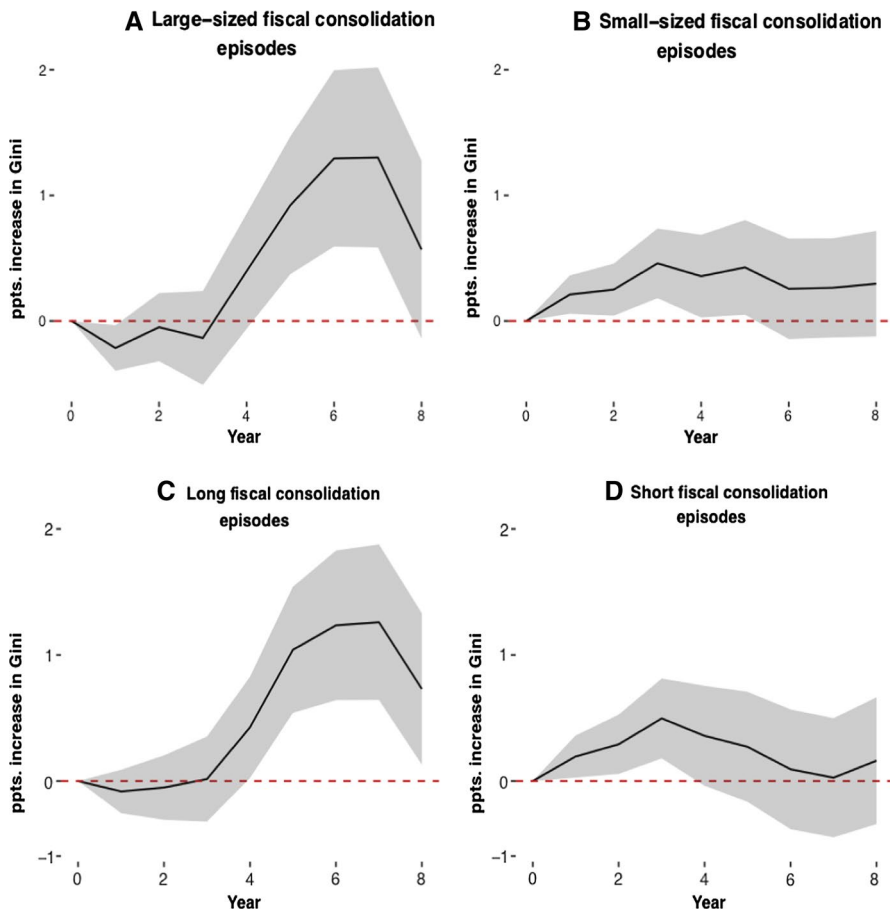 A Large–sized fiscal consolidation
episodes
2
1
0
ppts. increase in Gini
0 2 4 6 8
Year
B Small–sized fiscal consolidation
episodes
2
1
0
ppts. increase in Gini
0 2 4 6 8
Year
C Long fiscal consolidation
episodes
2
1
0
−1
ppts. increase in Gini
0 2 4 6 8
Year
D Short fiscal consolidation
episodes
2
1
0
−1
ppts. increase in Gini
0 2 4 6 8
Year